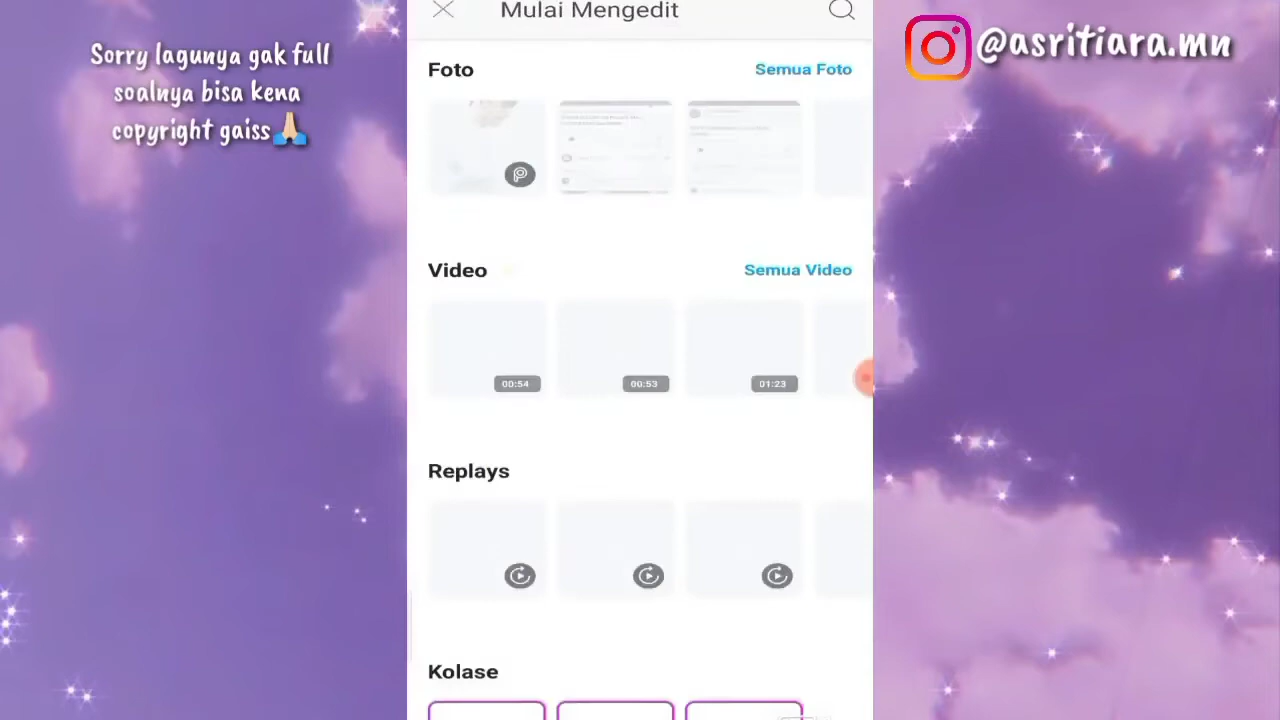 Sorry lagunya gak full
soalnya bisa kena
copyright gaiss🙏🏻
Mulai Mengedit
@asritiara.mn
Foto
Semua Foto
Video
Semua Video
00:54
00:53
01:23
Replays
Kolase